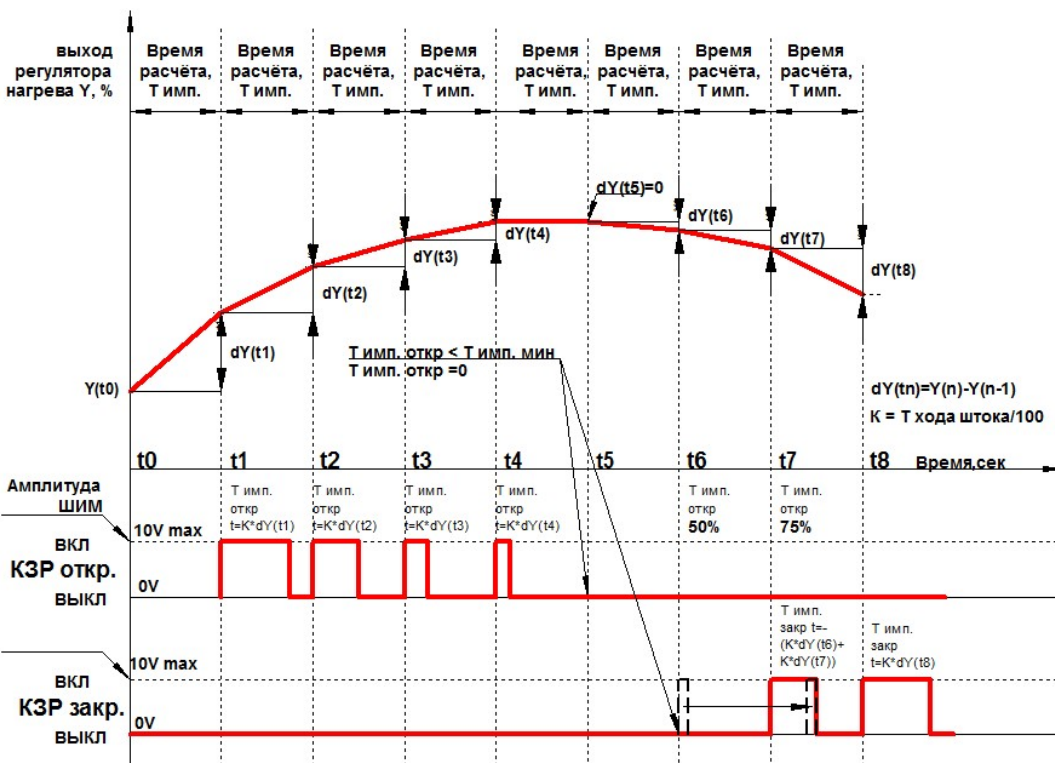 выход
регулятора
нагрева Y, %
Время
расчёта,
Т имп.
Время
расчёта,
Т имп.
Время
расчёта,
Т имп.
Время
расчёта,
Т имп.
Время
расчёта,
Т имп.
Время
расчёта,
Т имп.
Время
расчёта,
Т имп.
Время
расчёта,
Т имп.
dY(t5)=0
dY(t6)
dY(t4)
dY(t7)
dY(t3)
dY(t8)
dY(t2)
dY(t1)
Т имп. откр < Т имп. мин
Т имп. откр =0
Y(t0)
dY(tn)=Y(n)-Y(n-1)
K = Т хода штока/100
t0 t1 t2 t3 t4 t5 t6 t7 t8 Время,сек
Амплитуда
ШИМ
10V max
ВКЛ
КЗР откр.
ВЫКЛ
0V
Т имп.
откр
t=K*dY(t1)
Т имп.
откр
t=K*dY(t2)
Т имп.
откр
t=K*dY(t3)
Т имп.
откр
t=K*dY(t4)
Т имп.
откр
50%
Т имп.
откр
75%
Т имп.
закр t=-
(K*dY(t6)+
K*dY(t7))
Т имп.
закр
t=K*dY(t8)
10V max
ВКЛ
КЗР закр.
ВЫКЛ
0V